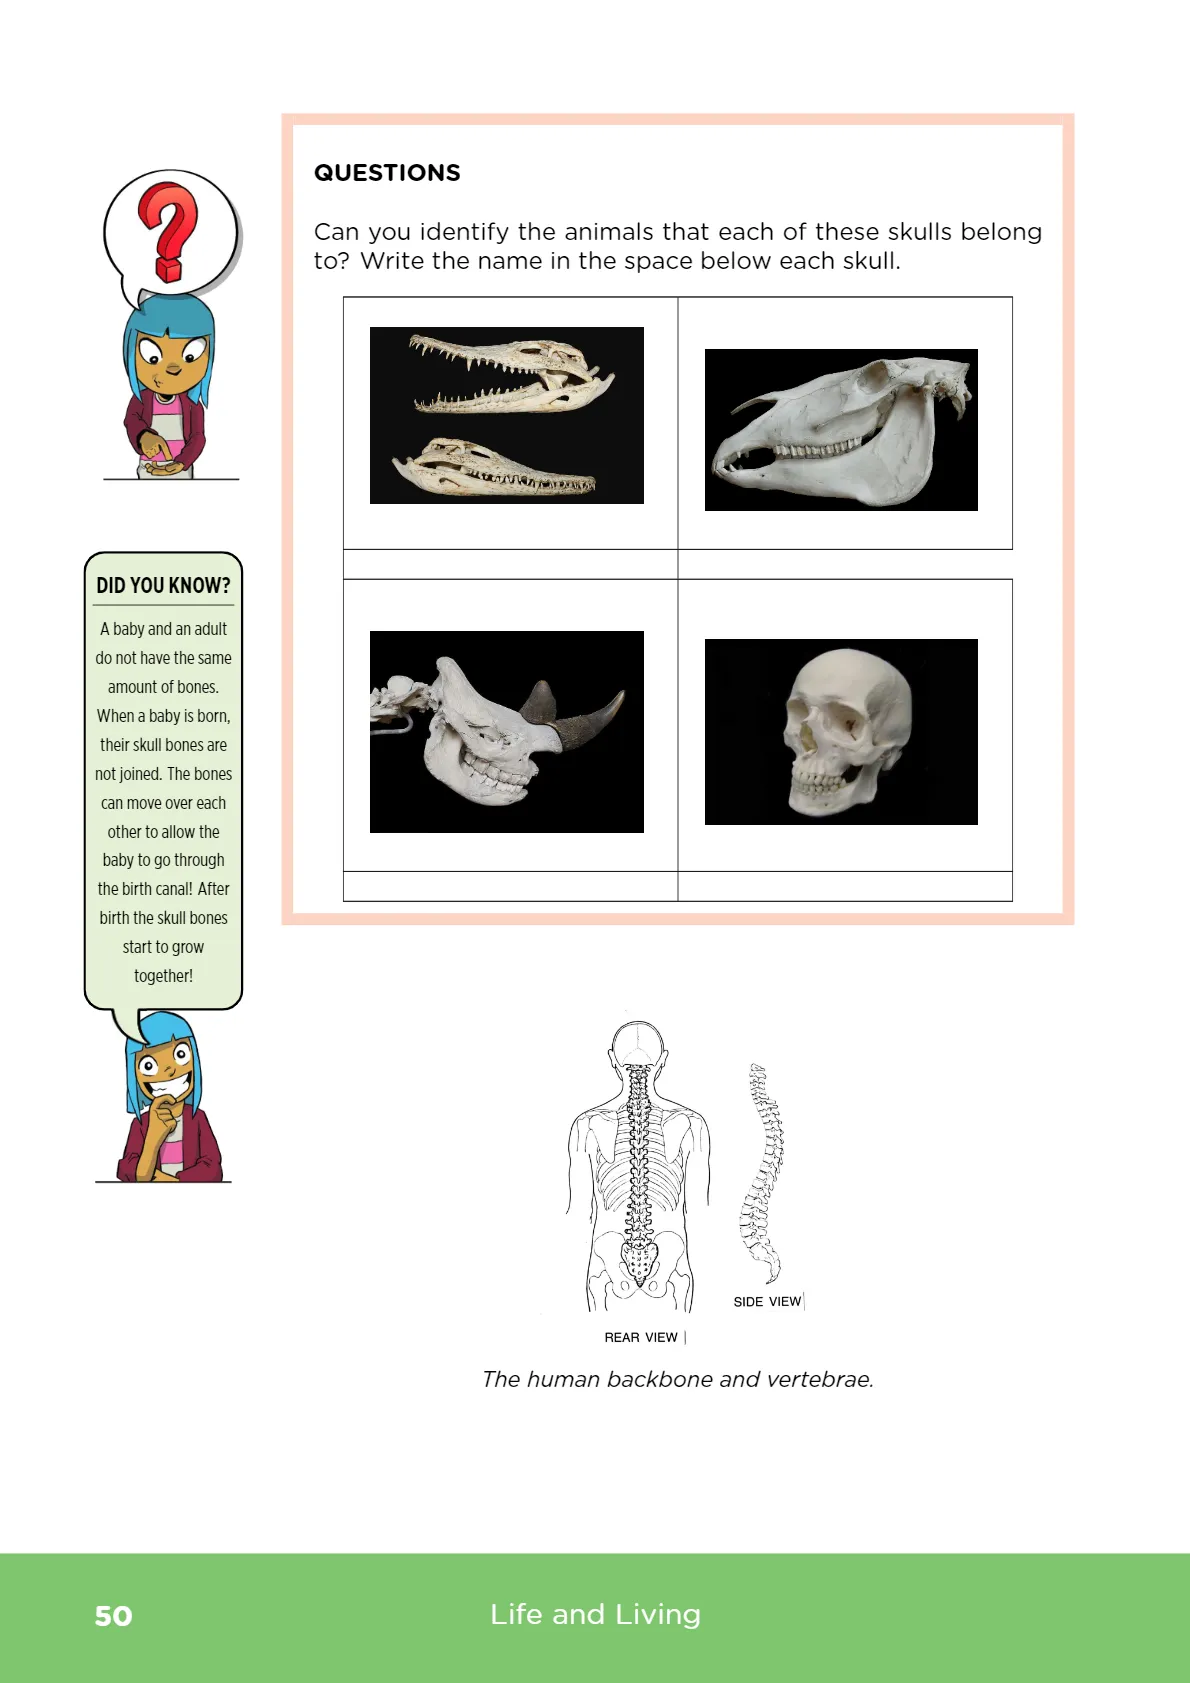 QUESTIONS
Can you identify the animals that each of these skulls belong
to? Write the name in the space below each skull.
DID YOU KNOW?
A baby and an adult
do not have the same
amount of bones.
When a baby is born,
their skull bones are
not joined. The bones
can move over each
other to allow the
baby to go through
the birth canal! After
birth the skull bones
start to grow
together!
SIDE VIEW
REAR VIEW
The human backbone and vertebrae.
50
Life and Living